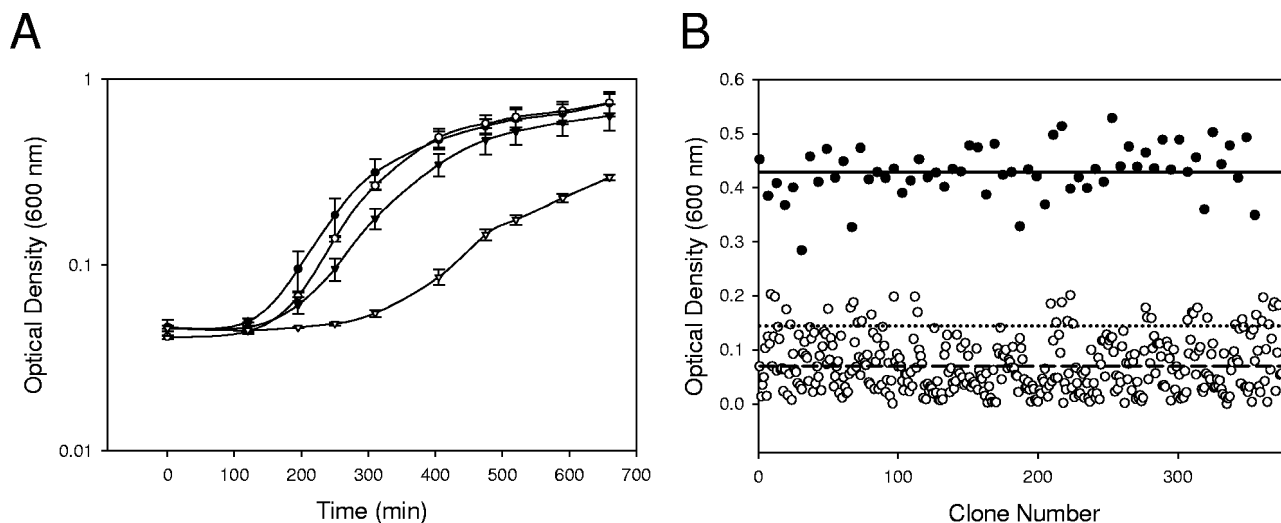 A
B
Optical Density (600 nm)
1
0.1
0.01
0 100 200 300 400 500 600 700
Time (min)
Optical Density (600 nm)
0.6
0.5
0.4
0.3
0.2
0.1
0.0
0 100 200 300
Clone Number